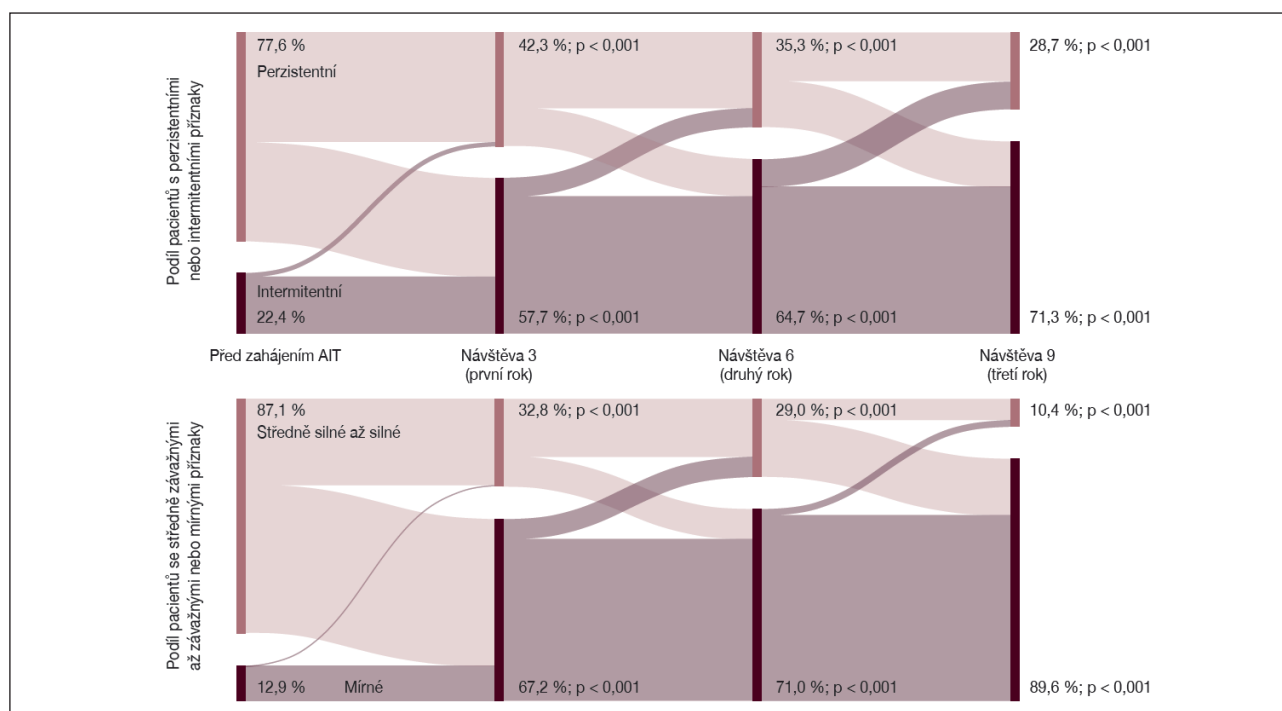 Podíl pacientů s perzistentními
nebo intermitentními příznaky
77,6 %
Perzistentní
42,3 %; p < 0,001
35,3 %; p < 0,001
28,7 %; p < 0,001
Intermitentní
22,4 %
57,7 %; p < 0,001
64,7 %; p < 0,001
71,3 %; p < 0,001
Před zahájením AIT
Návštěva 3
(první rok)
Návštěva 6
(druhý rok)
Návštěva 9
(třetí rok)
Podíl pacientů se středně závažnými
až závažnými nebo mírnými příznaky
87,1 %
Středně silné až silné
32,8 %; p < 0,001
29,0 %; p < 0,001
10,4 %; p < 0,001
12,9 %
Mírné
67,2 %; p < 0,001
71,0 %; p < 0,001
89,6 %; p < 0,001